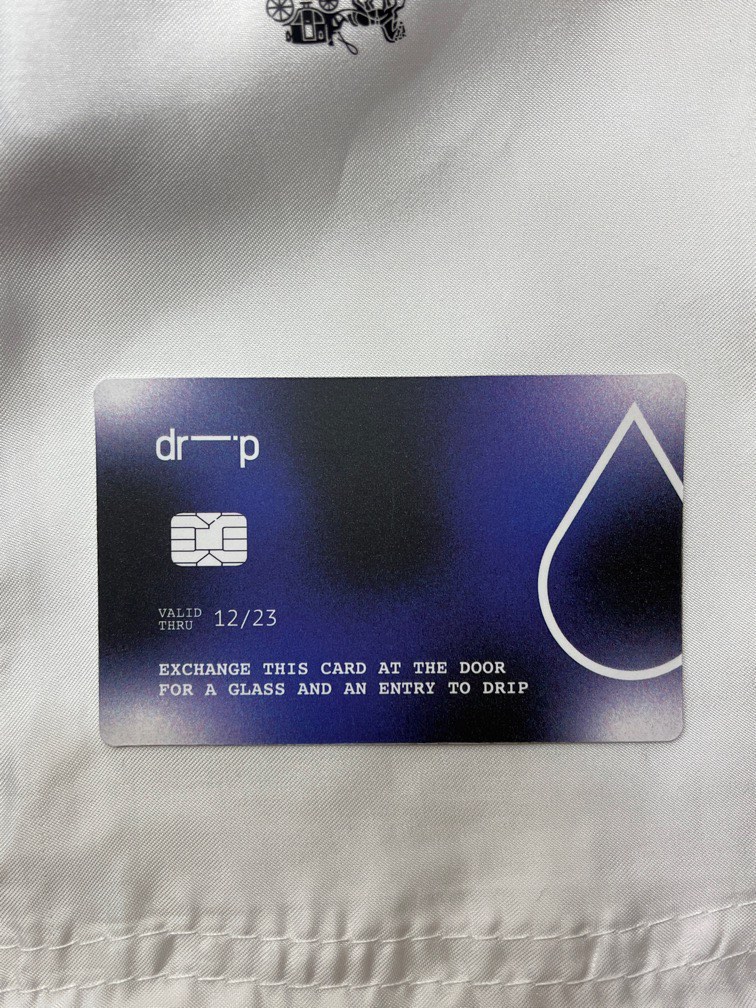 dr—·p
VALID
THRU 12/23
EXCHANGE THIS CARD AT THE DOOR
FOR A GLASS AND AN ENTRY TO DRIP